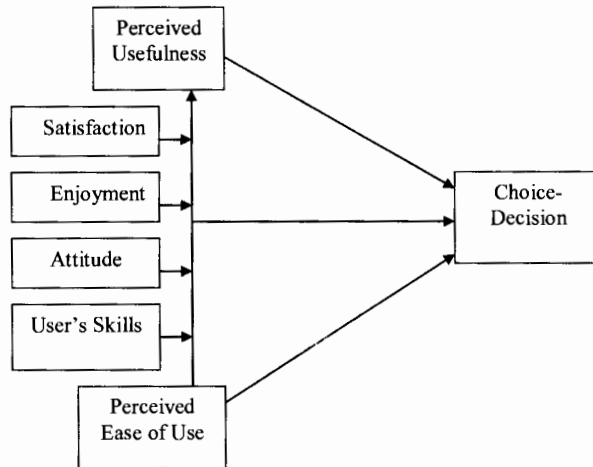 Perceived
Usefulness
Satisfaction
Enjoyment
Choice-
Decision
Attitude
User's Skills
Perceived
Ease of Use